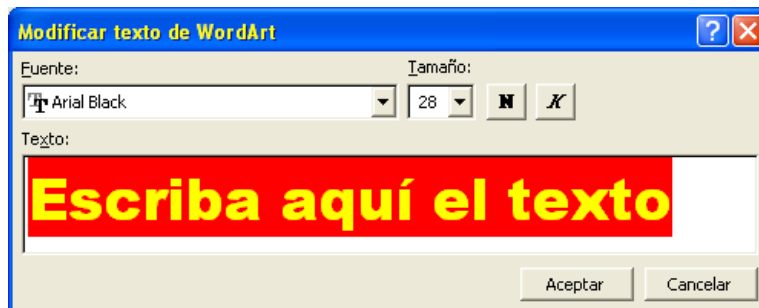 Modificar texto de WordArt
Fuente: Tamaño:
Arial Black 28 N K
Texto:
Escriba aquí el texto
Aceptar Cancelar